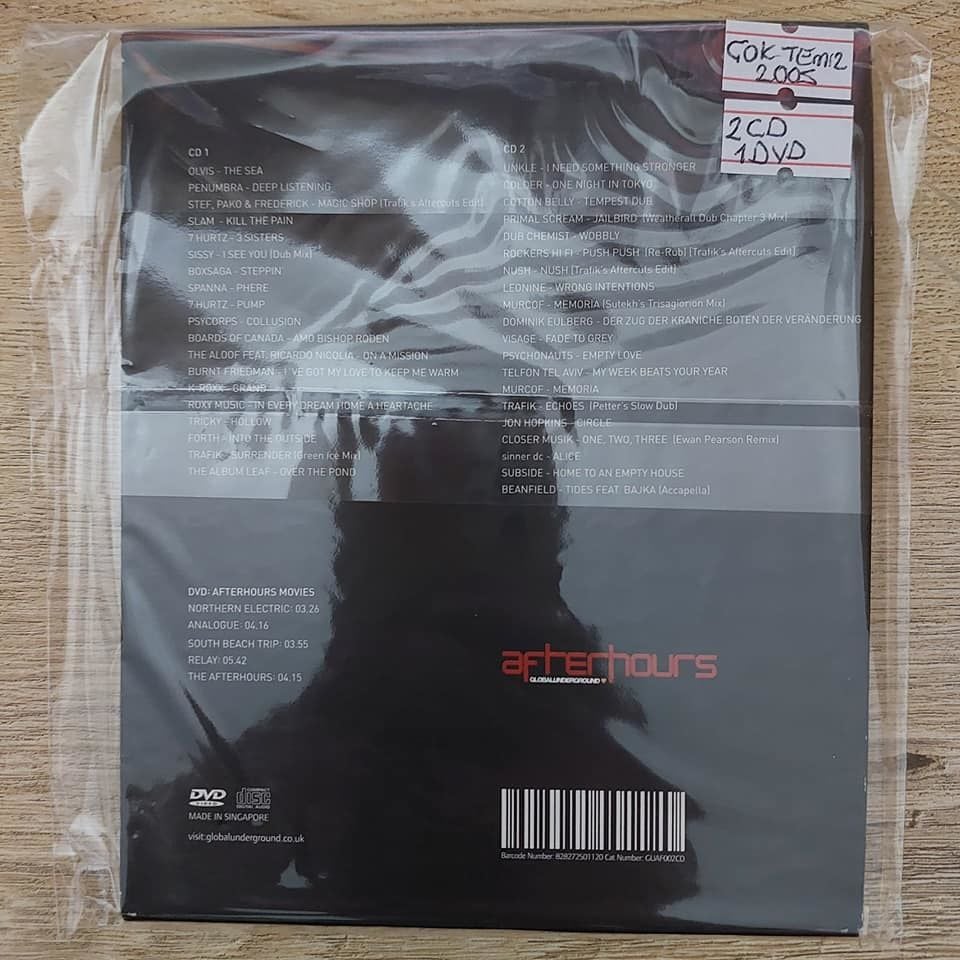 ÇOK TEMİZ
2005
2 CD
1 DVD
CD 1
OLVIS - THE SEA
PENUMBRA - DEEP LISTENING
STEF, PAKO & FREDERICK - MAGIC SHOP (Trafik's Aftercuts Edit)
SLAM - KILL THE PAIN
7 HURTZ - 3 SISTERS
SISSY - I SEE YOU (Dub Mix)
BOXSAGA - STEPPIN'
SPANNA - PHERE
7 HURTZ - PUMP
PSYCORPS - COLLUSION
BOARDS OF CANADA - AMO BISHOP RODEN
THE ALOOF FEAT. RICARDO NICOLIA - ON A MISSION
BURNT FRIEDMAN - I'VE GOT MY LOVE TO KEEP ME WARM
K-ROXX - GRAND
ROXY MUSIC - IN EVERY DREAM HOME A HEARTACHE
TRICKY - HOLLOW
FORTH - INTO THE OUTSIDE
TRAFIK - SURRENDER (Green Ice Mix)
THE ALBUM LEAF - OVER THE POND
CD 2
UNKLE - I NEED SOMETHING STRONGER
COLDER - ONE NIGHT IN TOKYO
COTTON BELLY - TEMPEST DUB
PRIMAL SCREAM - JAILBIRD (Weatherall Dub Chapter 3 Mix)
DUB CHEMIST - WOBBLY
ROCKERS HI FI - PUSH PUSH (Re-Rub) [Trafik's Aftercuts Edit]
NUSH - NUSH (Trafik's Aftercuts Edit)
LEONINE - WRONG INTENTIONS
MURCOF - MEMORIA (Sutekh's Trisagiorion Mix)
DOMINIK EULBERG - DER ZUG DER KRANICHE:BOTEN DER VERÄNDERUNG
VISAGE - FADE TO GREY
PSYCHONAUTS - EMPTY LOVE
TELFON TEL AVIV - MY WEEK BEATS YOUR YEAR
MURCOF - MEMORIA
TRAFIK - ECHOES (Petter's Slow Dub)
JON HOPKINS - CIRCLE
CLOSER MUSIK - ONE, TWO, THREE (Ewan Pearson Remix)
sinner dc - ALICE
SUBSIDE - HOME TO AN EMPTY HOUSE
BEANFIELD - TIDES FEAT. BAJKA (Accapella)
DVD: AFTERHOURS MOVIES
NORTHERN ELECTRIC: 03.26
ANALOGUE: 04.16
SOUTH BEACH TRIP: 03.55
RELAY: 05.42
THE AFTERHOURS: 04.15
afterhours
GLOBALUNDERGROUND
DVD VIDEO
COMPACT disc DIGITAL AUDIO
MADE IN SINGAPORE
visit:globalunderground.co.uk
Barcode Number: 828272501120 Cat Number: GUAF002CD